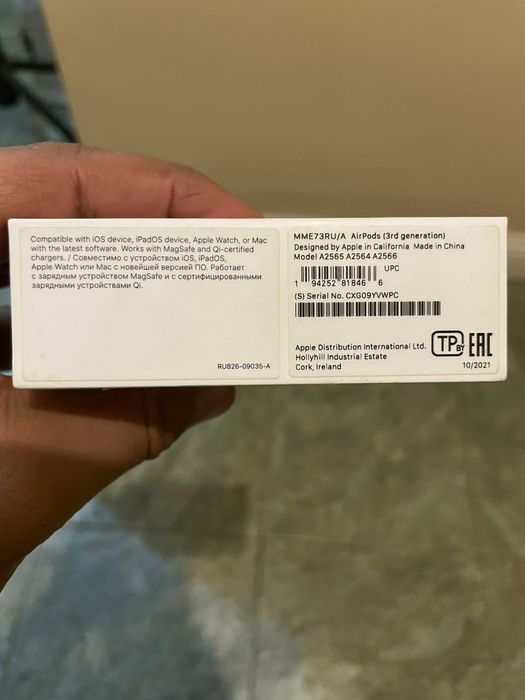 Compatible with iOS device, iPadOS device, Apple Watch, or Mac
with the latest software. Works with MagSafe and Qi-certified
chargers. / Совместимо с устройством iOS, iPadOS,
Apple Watch или Mac с новейшей версией ПО. Работает
с зарядным устройством MagSafe и с сертифицированными
зарядными устройствами Qi.
RU826-09035-A
MME73RU/A AirPods (3rd generation)
Designed by Apple in California Made in China
Model A2565 A2564 A2566
UPC
1 94252 81846 6
(S) Serial No. CXG09YVWPC
Apple Distribution International Ltd.
Hollyhill Industrial Estate
Cork, Ireland
TP BY EAC
10/2021